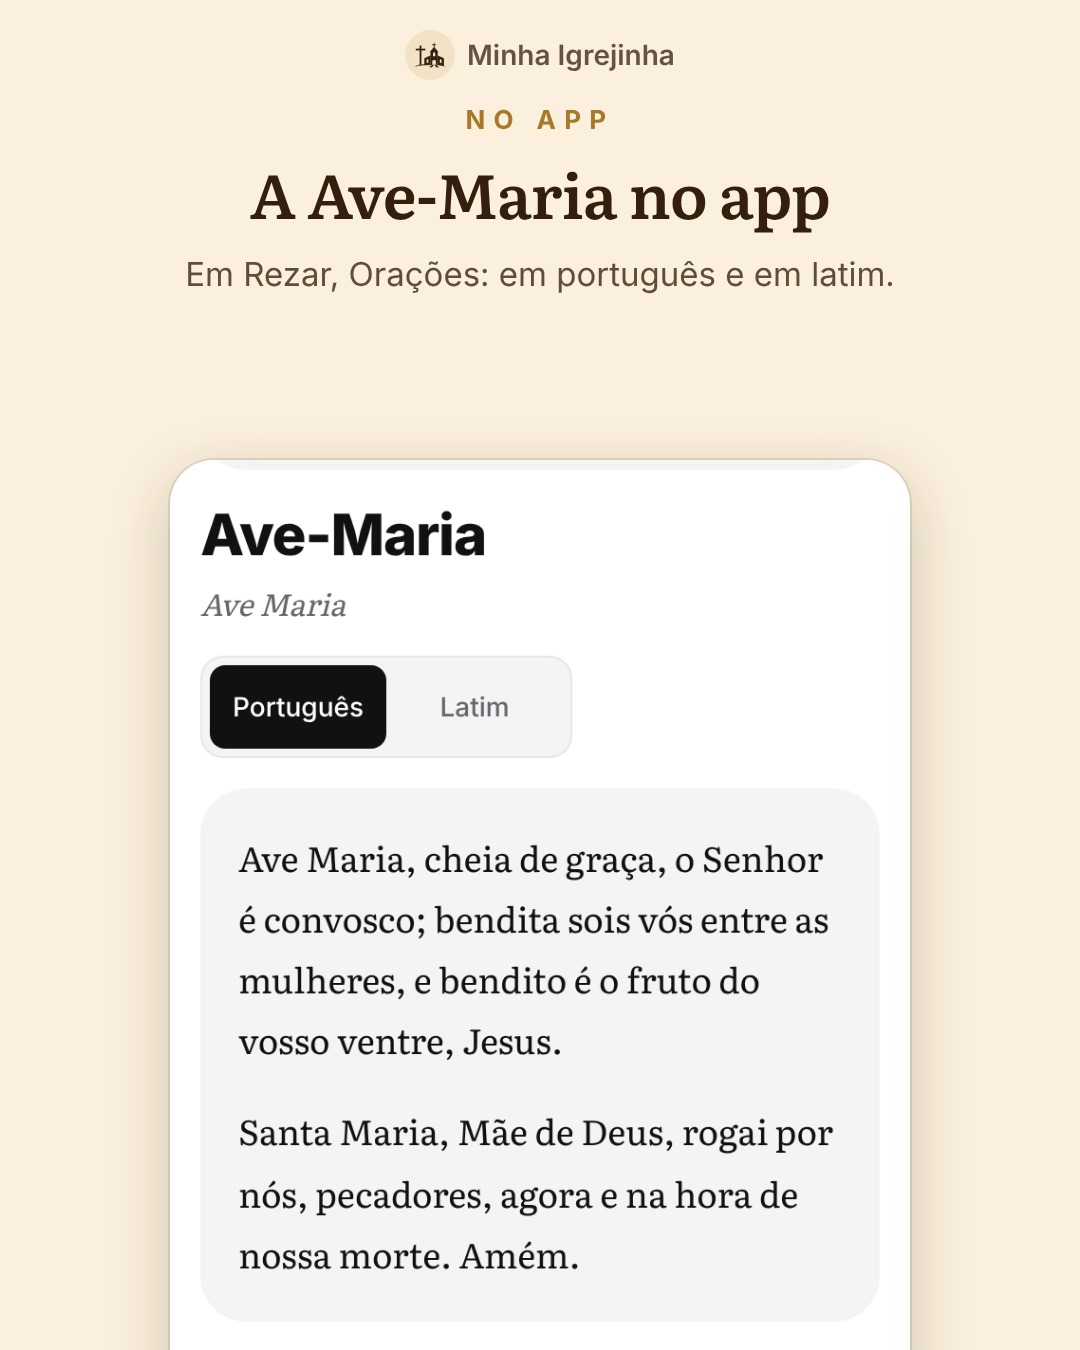 Minha Igrejinha
NO APP
A Ave-Maria no app
Em Rezar, Orações: em português e em latim.
Ave-Maria
Ave Maria
Português
Latim
Ave Maria, cheia de graça, o Senhor
é convosco; bendita sois vós entre as
mulheres, e bendito é o fruto do
vosso ventre, Jesus.
Santa Maria, Mãe de Deus, rogai por
nós, pecadores, agora e na hora de
nossa morte. Amém.